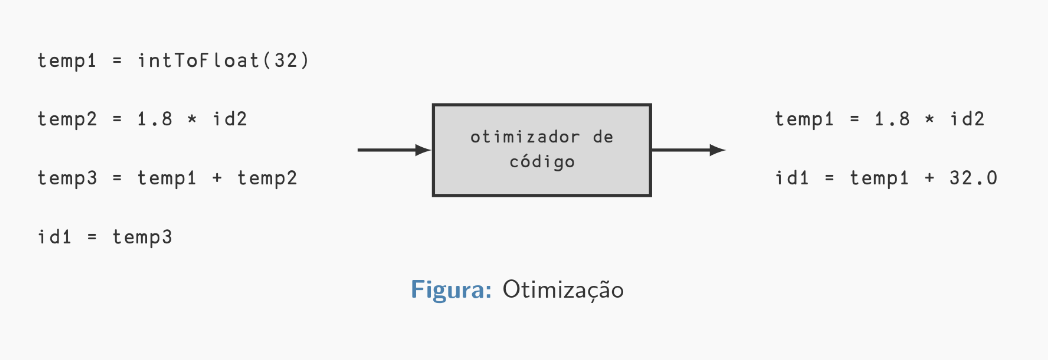 temp1 = intToFloat(32)
temp2 = 1.8 * id2
temp3 = temp1 + temp2
id1 = temp3
otimizador de
código
temp1 = 1.8 * id2
id1 = temp1 + 32.0
Figura: Otimização